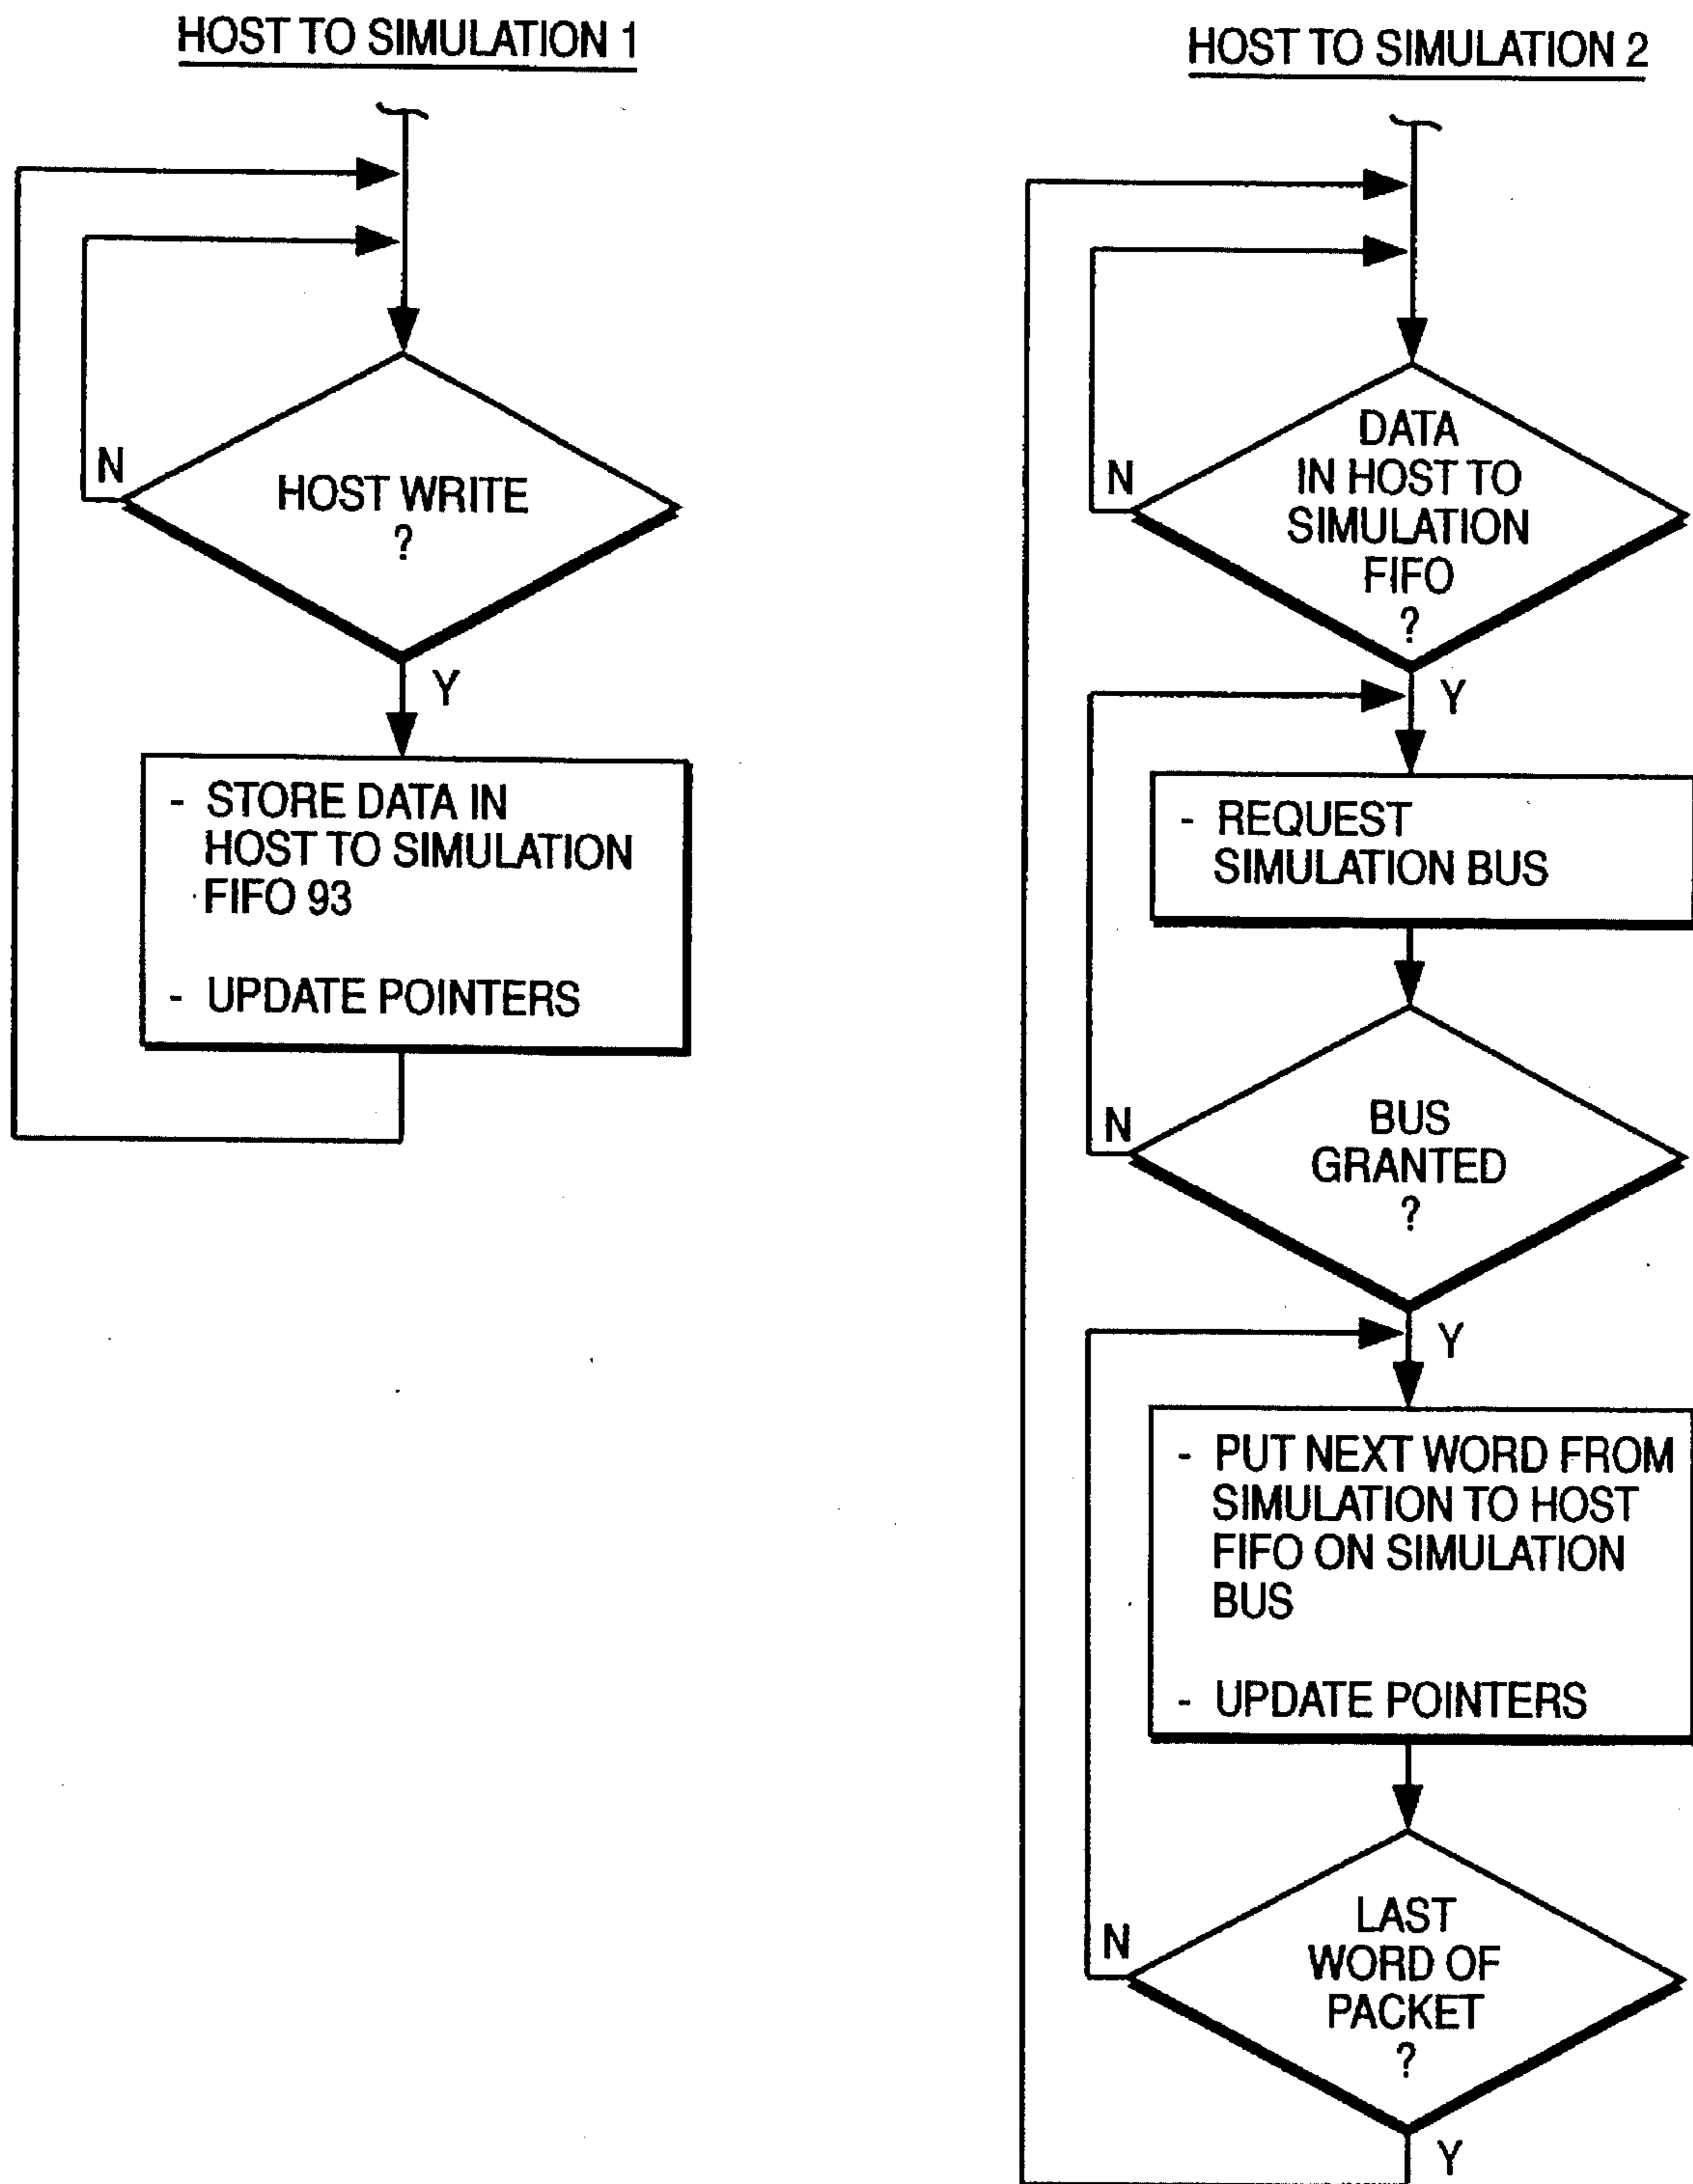 HOST TO SIMULATION 1
N
HOST WRITE
?
Y
- STORE DATA IN
HOST TO SIMULATION
FIFO 93
- UPDATE POINTERS
HOST TO SIMULATION 2
DATA
IN HOST TO
SIMULATION
FIFO
?
N
Y
- REQUEST
SIMULATION BUS
BUS
GRANTED
?
N
Y
- PUT NEXT WORD FROM
SIMULATION TO HOST
FIFO ON SIMULATION
BUS
- UPDATE POINTERS
LAST
WORD OF
PACKET
?
N
Y